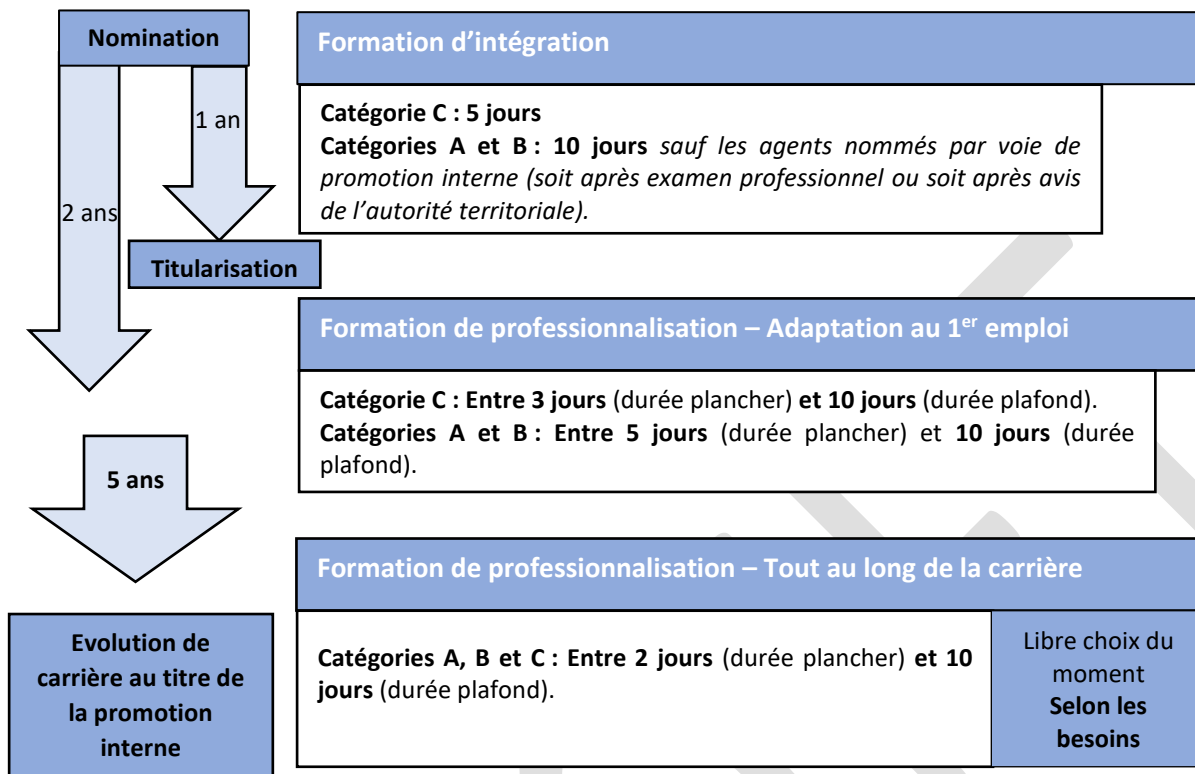 Nomination
1 an
2 ans
Titularisation
Formation d’intégration
Catégorie C : 5 jours
Catégories A et B : 10 jours sauf les agents nommés par voie de
promotion interne (soit après examen professionnel ou soit après avis
de l’autorité territoriale).
Formation de professionnalisation – Adaptation au 1er emploi
Catégorie C : Entre 3 jours (durée plancher) et 10 jours (durée plafond).
Catégories A et B : Entre 5 jours (durée plancher) et 10 jours (durée
plafond).
5 ans
Formation de professionnalisation – Tout au long de la carrière
Catégories A, B et C : Entre 2 jours (durée plancher) et 10
jours (durée plafond).
Libre choix du
moment
Selon les
besoins
Evolution de
carrière au titre de
la promotion
interne